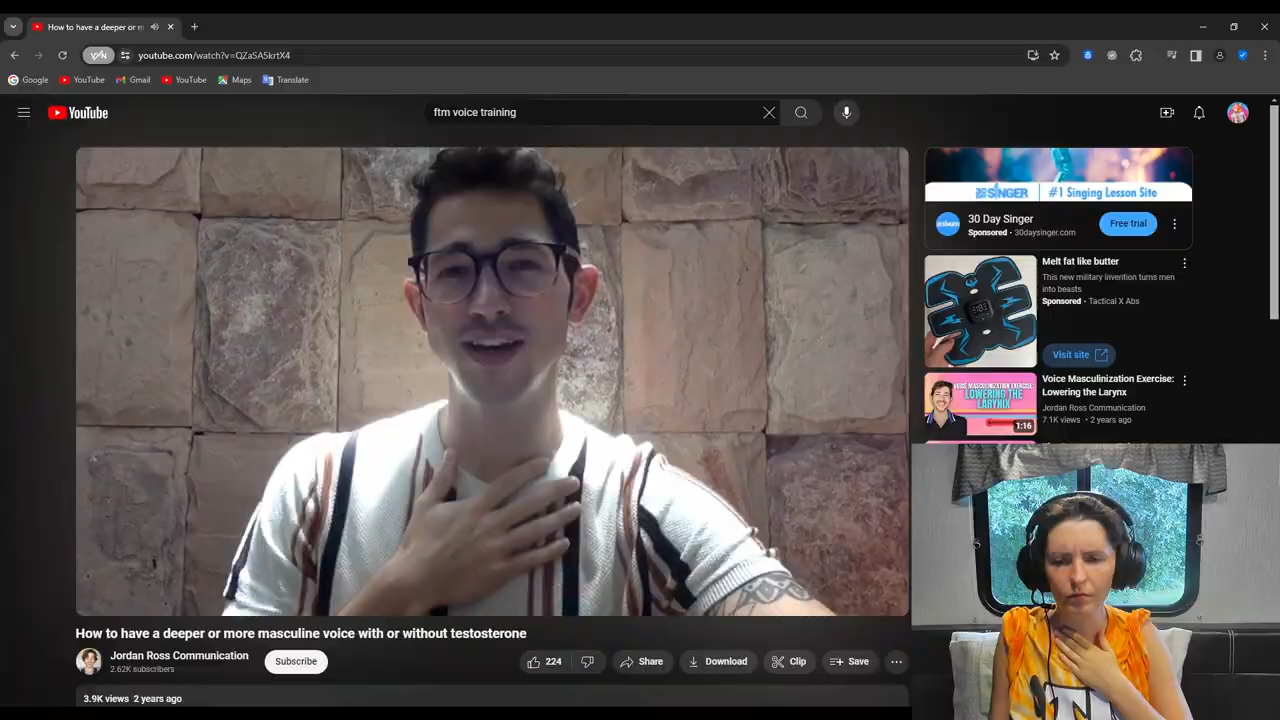 How to have a deeper or m
youtube.com/watch?v=QZaSA5krtX4
Google YouTube Gmail YouTube Maps Translate
YouTube
ftm voice training
SINGER #1 Singing Lesson Site
30 Day Singer
Sponsored • 30daysinger.com
Free trial
Melt fat like butter
This new military invention turns men
into beasts
Sponsored • Tactical X Abs
Visit site
VOICE MASCULINIZATION EXERCISE:
LOWERING THE
LARYNX
1:16
Voice Masculinization Exercise:
Lowering the Larynx
Jordan Ross Communication
7.1K views • 2 years ago
How to have a deeper or more masculine voice with or without testosterone
Jordan Ross Communication
2.62K subscribers
Subscribe
224
Share
Download
Clip
Save
3.9K views 2 years ago